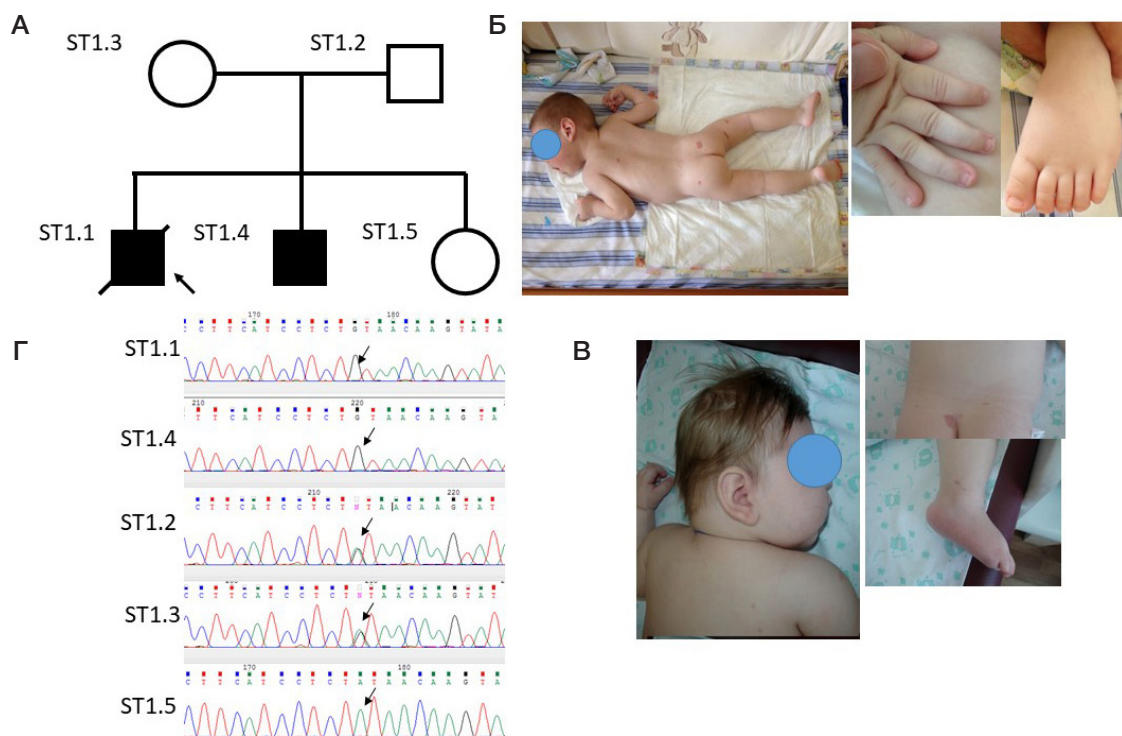 А
ST1.3
ST1.2
Б
ST1.1
ST1.4
ST1.5
Г
В
170 180
C C T T C A T C C T C T G T A A C A A G T A T A
ST1.1
210 220
T T C A T C C T C T G T A A C A A G T A
ST1.4
210 220
C T T C A T C C T C T N T A A C A A G T A T
ST1.2
C C T T C A T C C T C T N T A A C A A G T A T
ST1.3
170 180
C T T C A T C C T C T A T A A C A A G T A
ST1.5